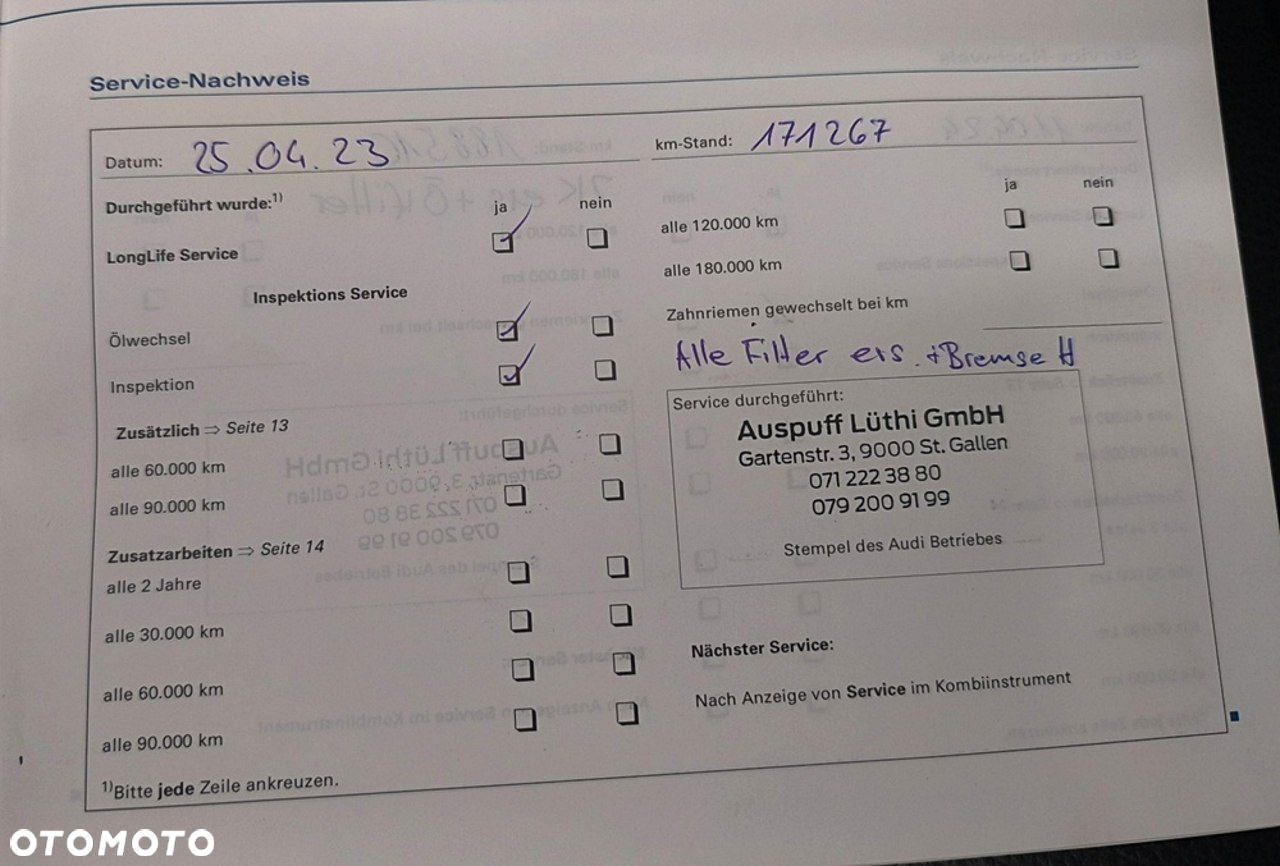 Service-Nachweis
Datum: 25.04.23
km-Stand: 171267
Durchgeführt wurde:1)
ja nein
LongLife Service
Inspektions Service
Ölwechsel
Inspektion
Zusätzlich ⇒ Seite 13
alle 60.000 km
alle 90.000 km
Zusatzarbeiten ⇒ Seite 14
alle 2 Jahre
alle 30.000 km
alle 60.000 km
alle 90.000 km
1)Bitte jede Zeile ankreuzen.
ja nein
alle 120.000 km
alle 180.000 km
Zahnriemen gewechselt bei km
Alle Filter ers. + Bremse H
Service durchgeführt:
Auspuff Lüthi GmbH
Gartenstr. 3, 9000 St. Gallen
071 222 38 80
079 200 91 99
Stempel des Audi Betriebes
Nächster Service:
Nach Anzeige von Service im Kombiinstrument
OTOMOTO